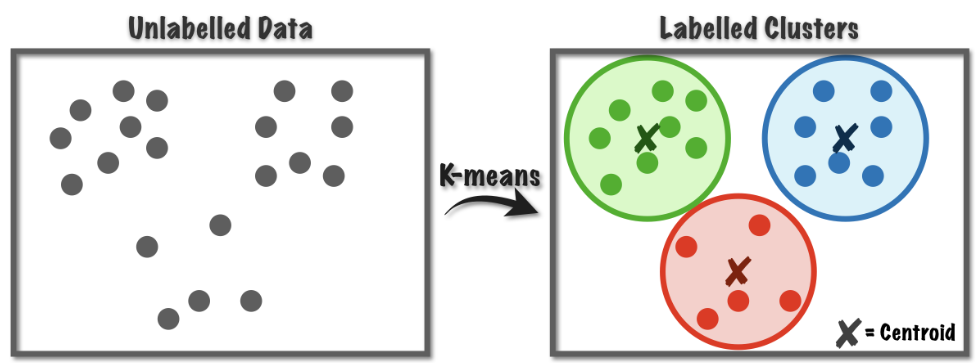 Unlabelled Data
Labelled Clusters
K-means
X = Centroid